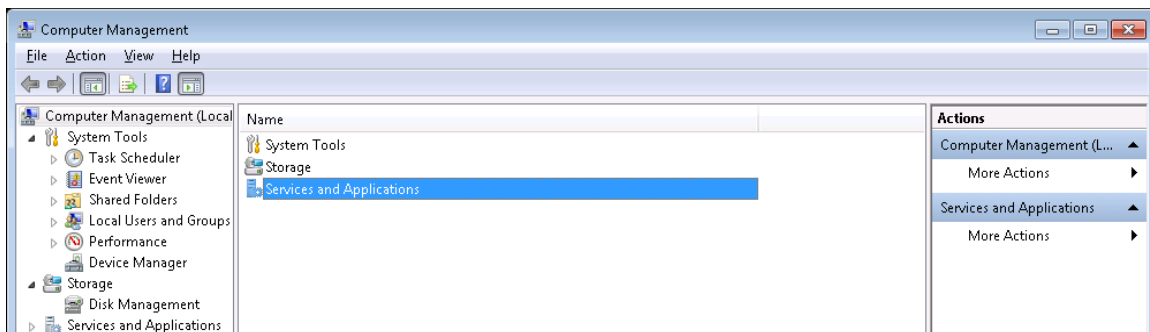 Computer Management
File Action View Help
Computer Management (Local
System Tools
Task Scheduler
Event Viewer
Shared Folders
Local Users and Groups
Performance
Device Manager
Storage
Disk Management
Services and Applications
Name
System Tools
Storage
Services and Applications
Actions
Computer Management (L...
More Actions
Services and Applications
More Actions